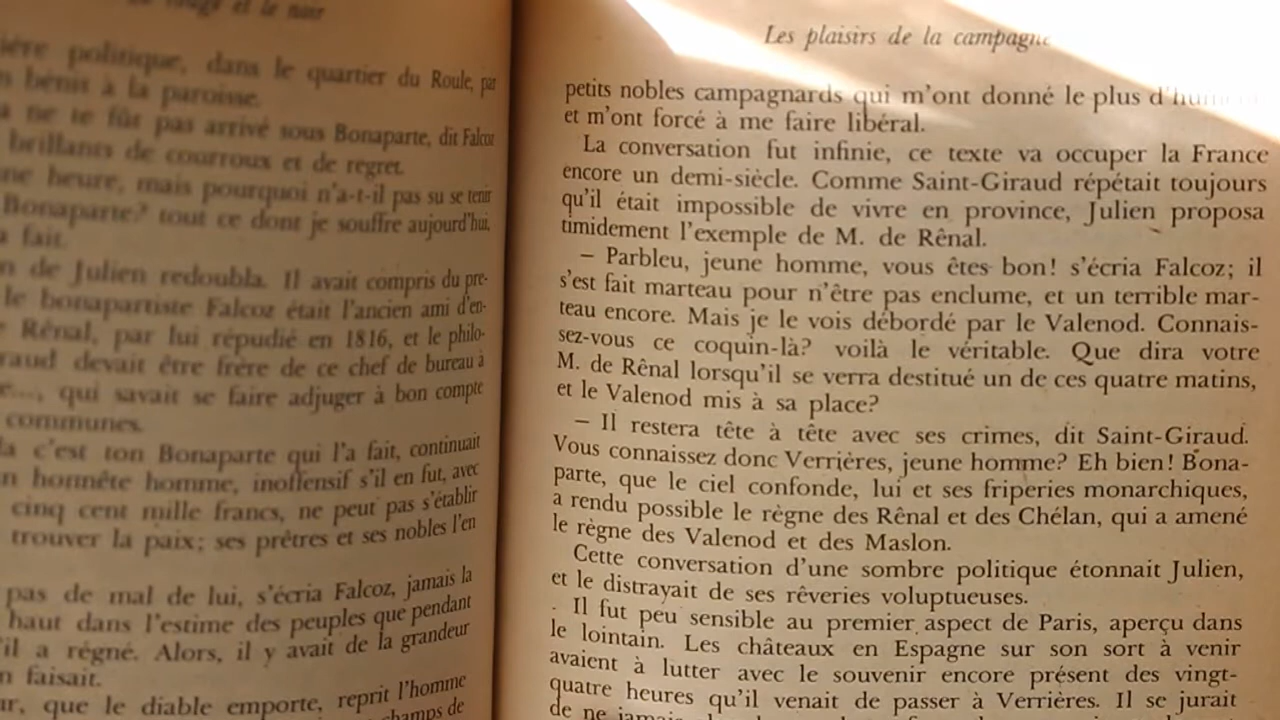 rouge et le noir
ière politique, dans le quartier du Roule, par
bénit à la paroisse.
ne te fût pas arrivé sous Bonaparte, dit Falcoz
brillants de courroux et de regret.
heure, mais pourquoi n'a-t-il pas su se tenir
Bonaparte? tout ce dont je souffre aujourd'hui,
a fait.
de Julien redoubla. Il avait compris du pre-
le bonapartiste Falcoz était l'ancien ami d'en-
Rênal, par lui répudié en 1816, et le philo-
raud devait être frère de ce chef de bureau à
..., qui savait se faire adjuger à bon compte
communes.
c'est ton Bonaparte qui l'a fait, continuait
honnête homme, inoffensif s'il en fut, avec
cinq cent mille francs, ne peut pas s'établir
trouver la paix; ses prêtres et ses nobles l'en
pas de mal de lui, s'écria Falcoz, jamais la
haut dans l'estime des peuples que pendant
'il a régné. Alors, il y avait de la grandeur
faisait.
que le diable emporte, reprit l'homme
champs de
Les plaisirs de la campagne
petits nobles campagnards qui m'ont donné le plus
et m'ont forcé à me faire libéral.
La conversation fut infinie, ce texte va occuper la France
encore un demi-siècle. Comme Saint-Giraud répétait toujours
qu'il était impossible de vivre en province, Julien proposa
timidement l'exemple de M. de Rênal.
– Parbleu, jeune homme, vous êtes bon! s'écria Falcoz; il
s'est fait marteau pour n'être pas enclume, et un terrible mar-
teau encore. Mais je le vois débordé par le Valenod. Connais-
sez-vous ce coquin-là? voilà le véritable. Que dira votre
M. de Rênal lorsqu'il se verra destitué un de ces quatre matins,
et le Valenod mis à sa place?
– Il restera tête à tête avec ses crimes, dit Saint-Giraud.
Vous connaissez donc Verrières, jeune homme? Eh bien! Bona-
parte, que le ciel confonde, lui et ses friperies monarchiques,
a rendu possible le règne des Rênal et des Chélan, qui a amené
le règne des Valenod et des Maslon.
Cette conversation d'une sombre politique étonnait Julien,
et le distrayait de ses rêveries voluptueuses.
Il fut peu sensible au premier aspect de Paris, aperçu dans
le lointain. Les châteaux en Espagne sur son sort à venir
avaient à lutter avec le souvenir encore présent des vingt-
quatre heures qu'il venait de passer à Verrières. Il se jurait
de ne jamais